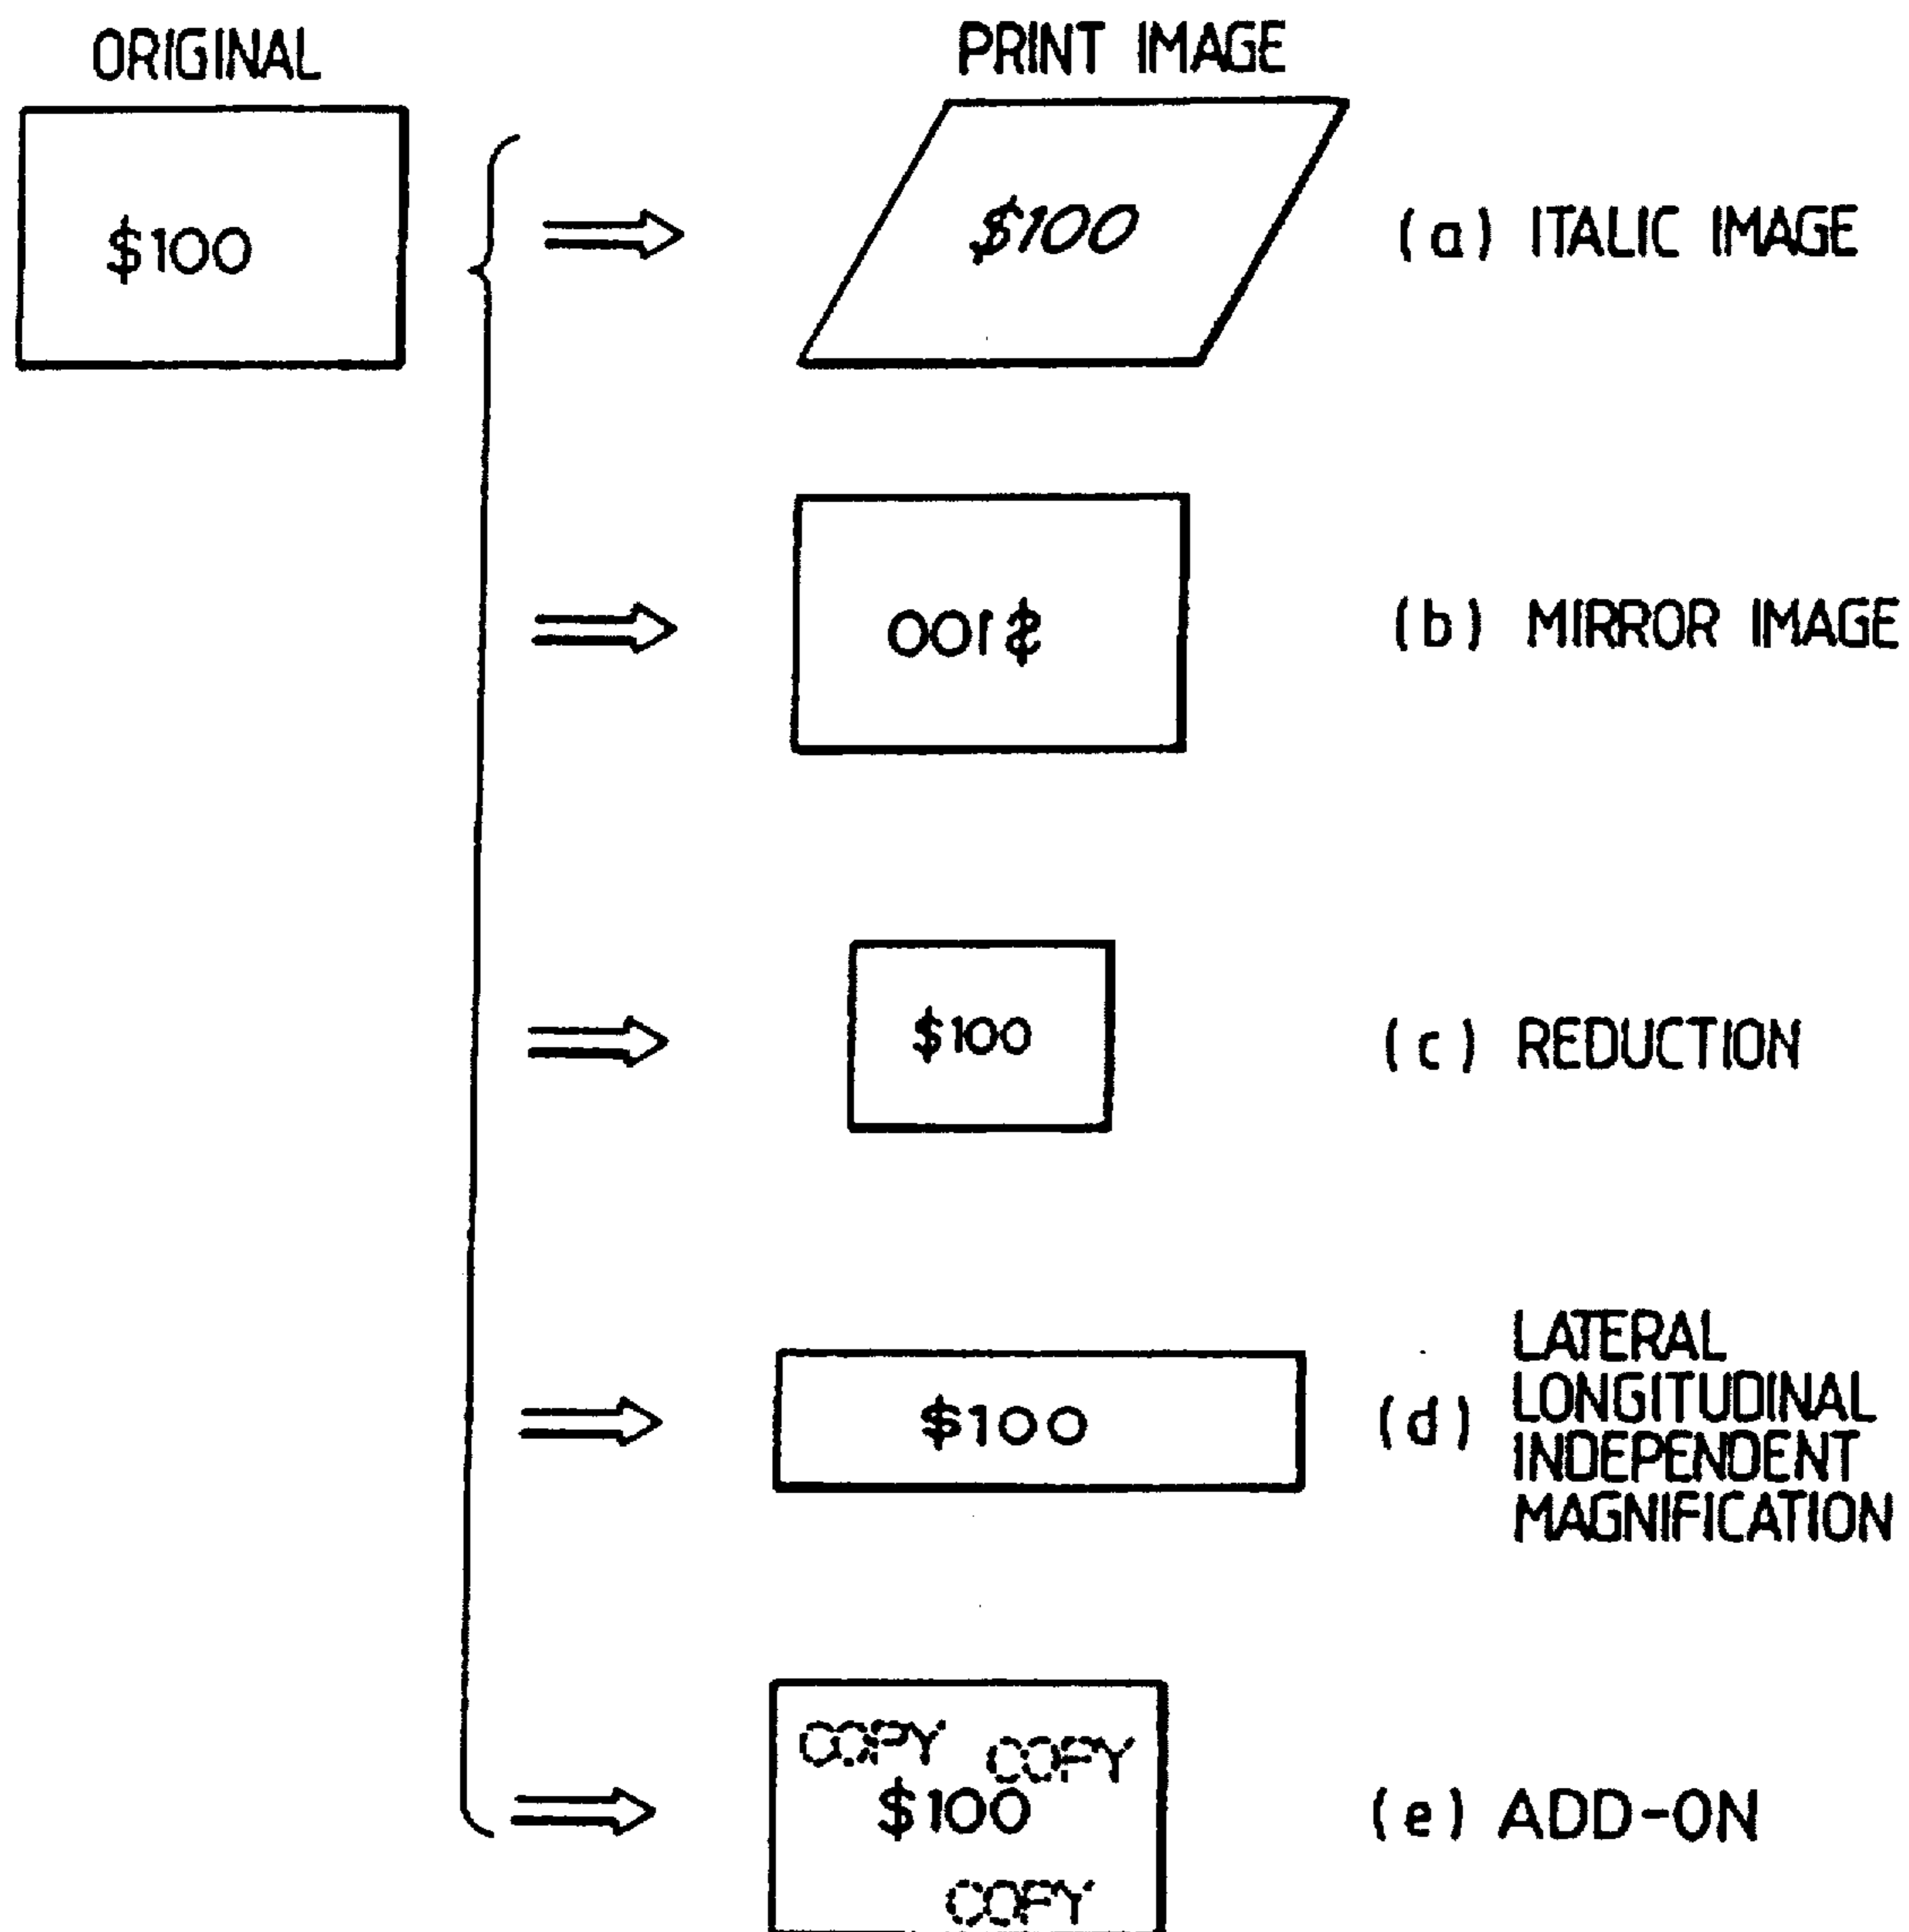 ORIGINAL
PRINT IMAGE
$100
$100
(a) ITALIC IMAGE
$100
(b) MIRROR IMAGE
$100
(c) REDUCTION
$100
(d) LATERAL
LONGITUDINAL
INDEPENDENT
MAGNIFICATION
COPY COPY
$100
COPY
(e) ADD-ON